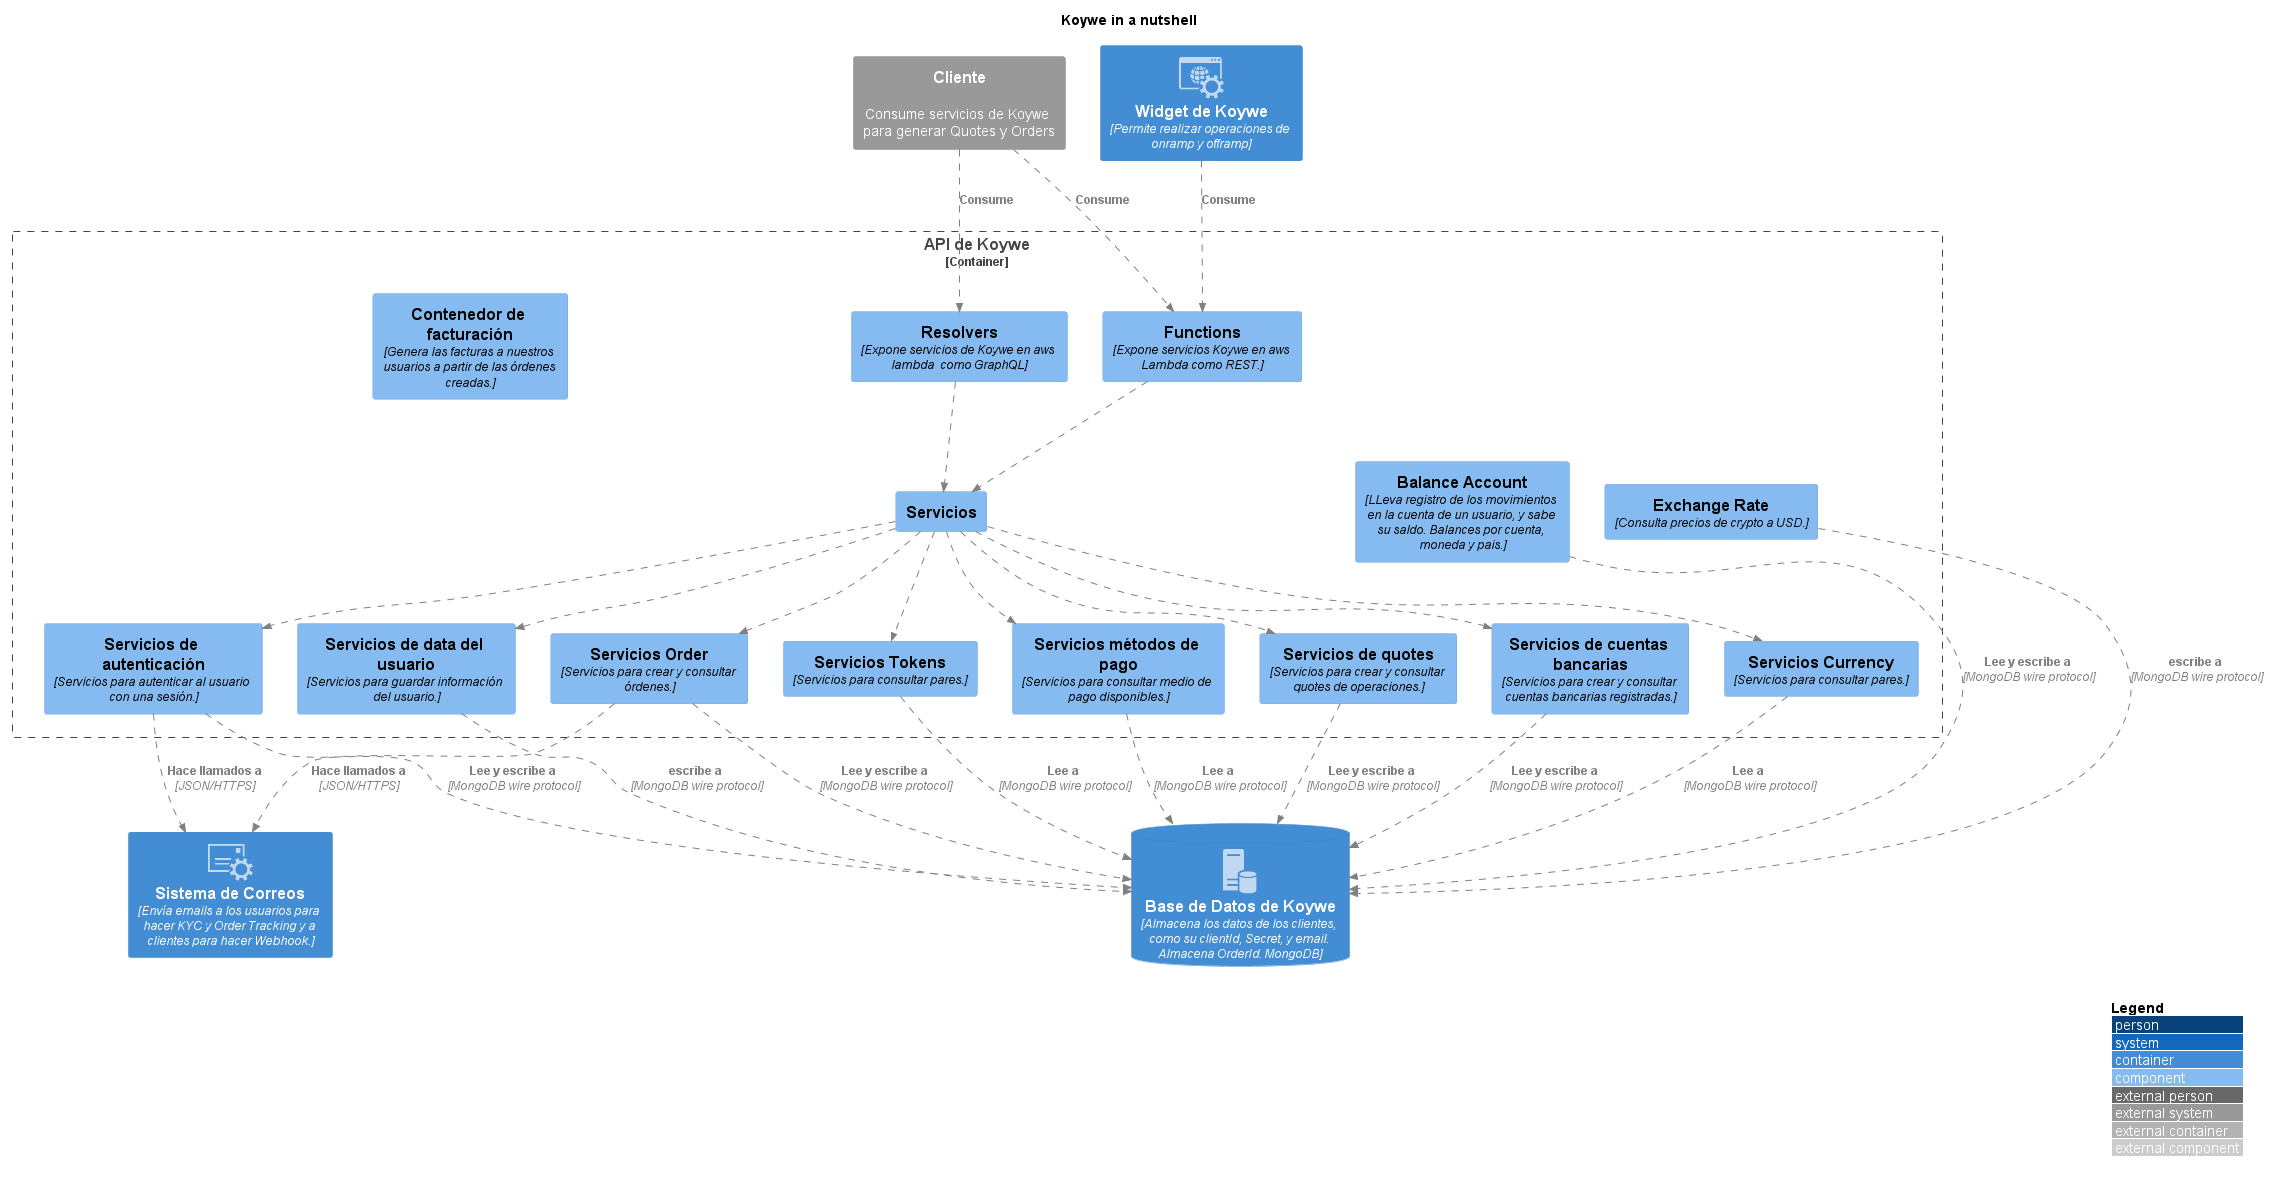 Koywe in a nutshell
Cliente
Consume servicios de Koywe
para generar Quotes y Orders
Widget de Koywe
[Permite realizar operaciones de
onramp y offramp]
Consume
Consume
Consume
API de Koywe
[Container]
Contenedor de
facturación
[Genera las facturas a nuestros
usuarios a partir de las órdenes
creadas.]
Resolvers
[Expone servicios de Koywe en aws
lambda como GraphQL]
Functions
[Expone servicios Koywe en aws
Lambda como REST.]
Servicios
Balance Account
[LLeva registro de los movimientos
en la cuenta de un usuario, y sabe
su saldo. Balances por cuenta,
moneda y pais.]
Exchange Rate
[Consulta precios de crypto a USD.]
Servicios de
autenticación
[Servicios para autenticar al usuario
con una sesión.]
Servicios de data del
usuario
[Servicios para guardar información
del usuario.]
Servicios Order
[Servicios para crear y consultar
órdenes.]
Servicios Tokens
[Servicios para consultar pares.]
Servicios métodos de
pago
[Servicios para consultar medio de
pago disponibles.]
Servicios de quotes
[Servicios para crear y consultar
quotes de operaciones.]
Servicios de cuentas
bancarias
[Servicios para crear y consultar
cuentas bancarias registradas.]
Servicios Currency
[Servicios para consultar pares.]
Lee y escribe a
[MongoDB wire protocol]
escribe a
[MongoDB wire protocol]
Hace llamados a
[JSON/HTTPS]
Hace llamados a
[JSON/HTTPS]
Lee y escribe a
[MongoDB wire protocol]
escribe a
[MongoDB wire protocol]
Lee y escribe a
[MongoDB wire protocol]
Lee a
[MongoDB wire protocol]
Lee a
[MongoDB wire protocol]
Lee y escribe a
[MongoDB wire protocol]
Lee y escribe a
[MongoDB wire protocol]
Lee a
[MongoDB wire protocol]
Sistema de Correos
[Envía emails a los usuarios para
hacer KYC y Order Tracking y a
clientes para hacer Webhook.]
Base de Datos de Koywe
[Almacena los datos de los clientes,
como su clientId, Secret, y email.
Almacena OrderId. MongoDB]
Legend
person
system
container
component
external person
external system
external container
external component